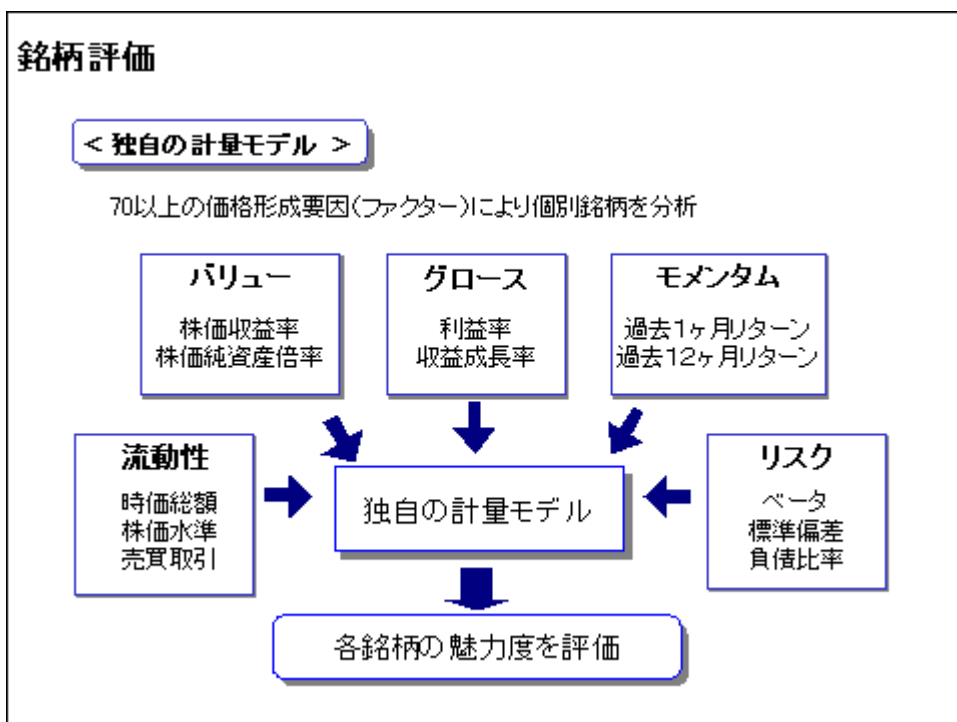 銘柄評価
< 独自の計量モデル >
70以上の価格形成要因(ファクター)により個別銘柄を分析
バリュー
株価収益率
株価純資産倍率
グロース
利益率
収益成長率
モメンタム
過去1ヶ月リターン
過去12ヶ月リターン
流動性
時価総額
株価水準
売買取引
独自の計量モデル
リスク
ベータ
標準偏差
負債比率
各銘柄の魅力度を評価